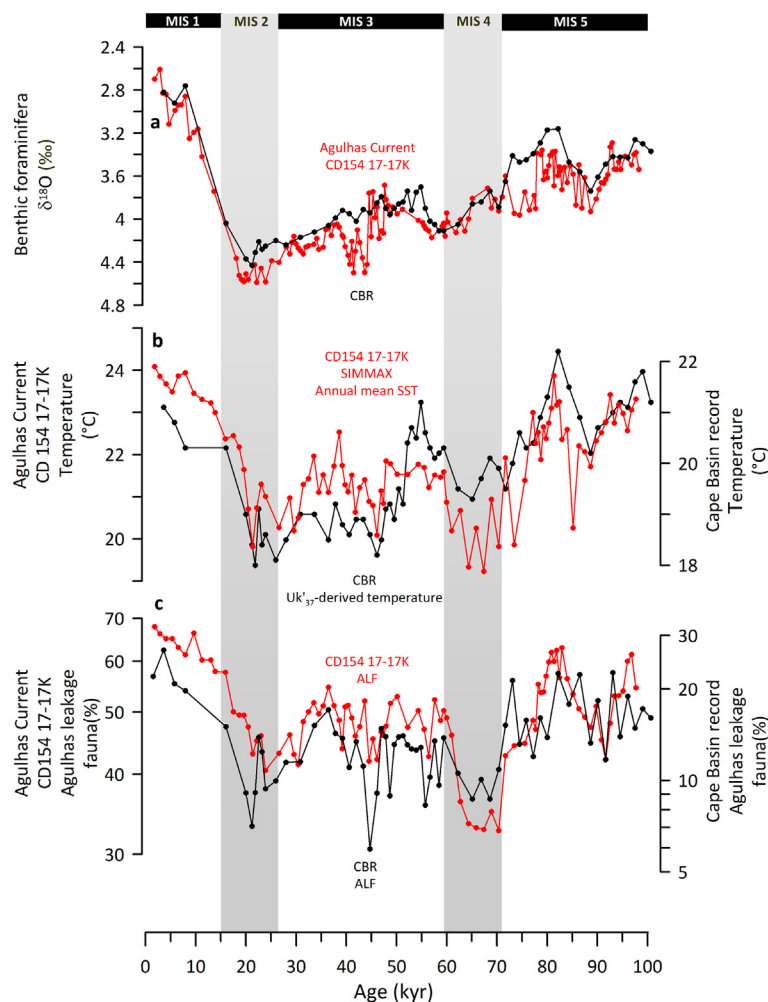 MIS 1 MIS 2 MIS 3 MIS 4 MIS 5
2.4
2.8
3.2
3.6
4.0
4.4
4.8
Benthic foraminifera
δ18O (‰)
a
Agulhas Current
CD154 17-17K
CBR
b
24
22
20
Agulhas Current
CD 154 17-17K
Temperature
(°C)
CD154 17-17K
SIMMAX
Annual mean SST
CBR
Uk'37-derived temperature
22
20
18
Cape Basin record
Temperature
(°C)
c
70
60
50
40
30
Agulhas Current
CD154 17-17K
Agulhas leakage
fauna(%)
CD154 17-17K
ALF
CBR
ALF
30
20
10
5
Cape Basin record
Agulhas leakage
fauna(%)
0 10 20 30 40 50 60 70 80 90 100
Age (kyr)